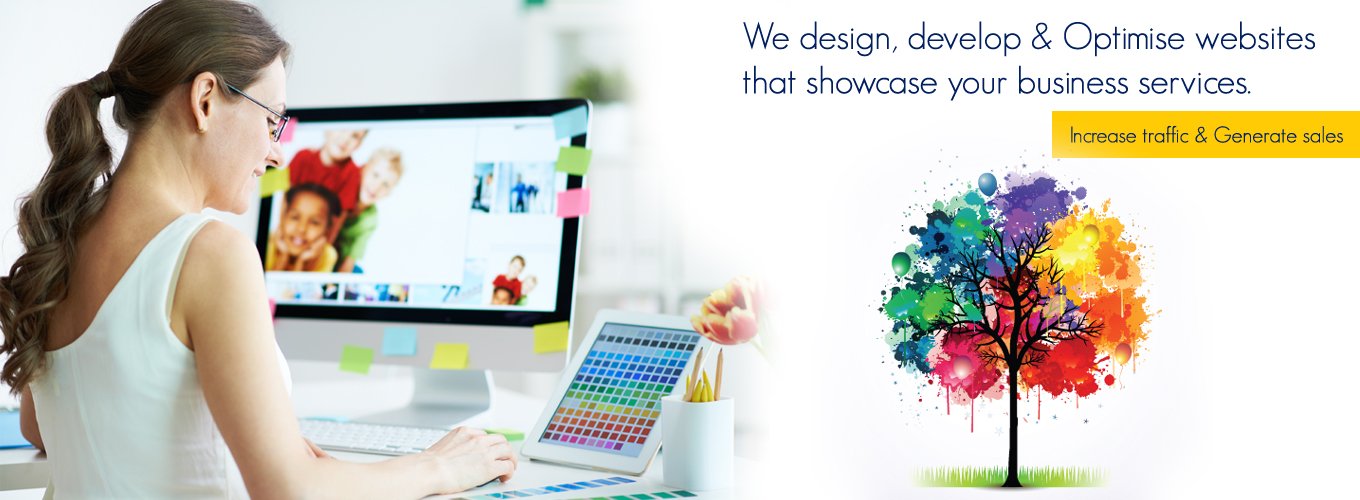 We design, develop & Optimise websites
that showcase your business services.
Increase traffic & Generate sales